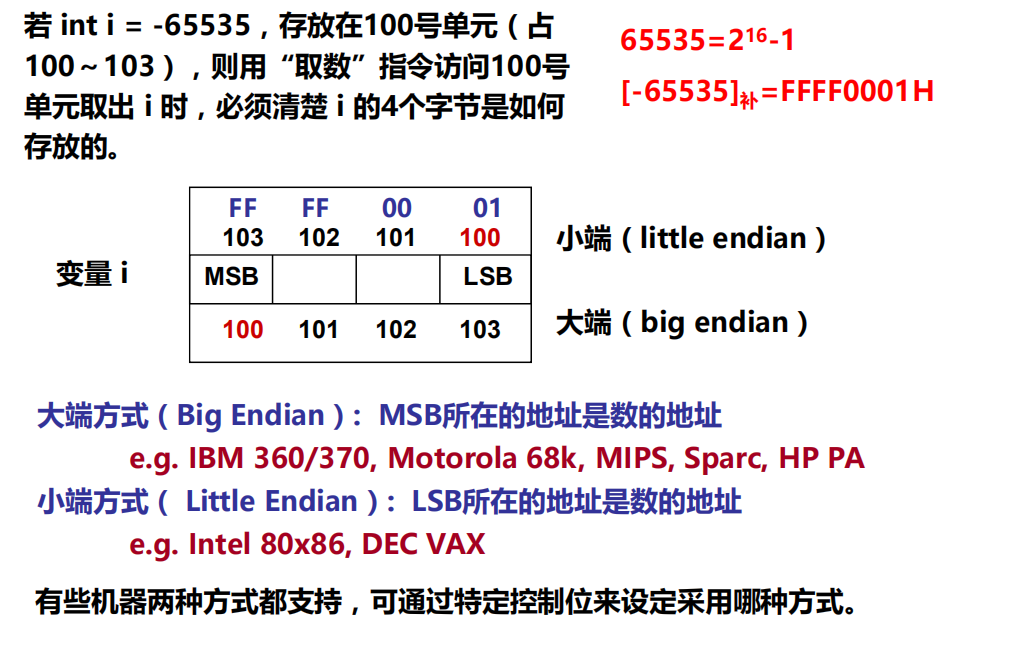 若 int i = -65535，存放在100号单元（占
100～103），则用“取数”指令访问100号
单元取出 i 时，必须清楚 i 的4个字节是如何
存放的。
65535=2¹⁶-1
[-65535]补=FFFF0001H
FF FF 00 01
103 102 101 100
小端（little endian）
变量 i
MSB LSB
100 101 102 103
大端（big endian）
大端方式（Big Endian）：MSB所在的地址是数的地址
e.g. IBM 360/370, Motorola 68k, MIPS, Sparc, HP PA
小端方式（ Little Endian）：LSB所在的地址是数的地址
e.g. Intel 80x86, DEC VAX
有些机器两种方式都支持，可通过特定控制位来设定采用哪种方式。